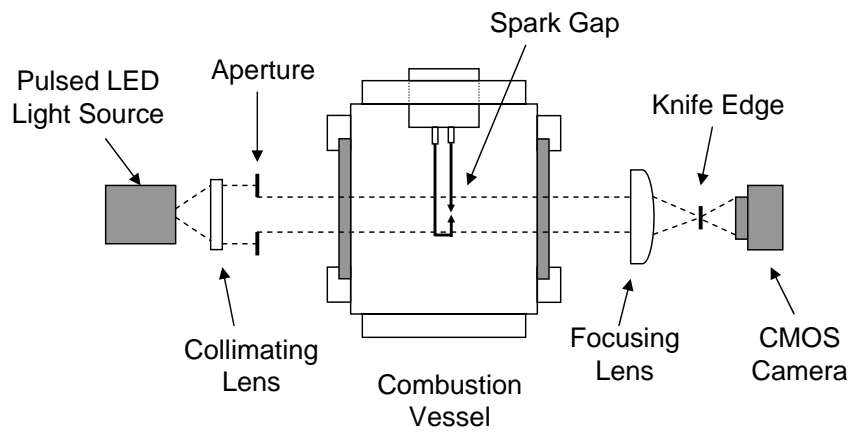 Spark Gap
Pulsed LED
Light Source
Aperture
Knife Edge
Collimating
Lens
Combustion
Vessel
Focusing
Lens
CMOS
Camera